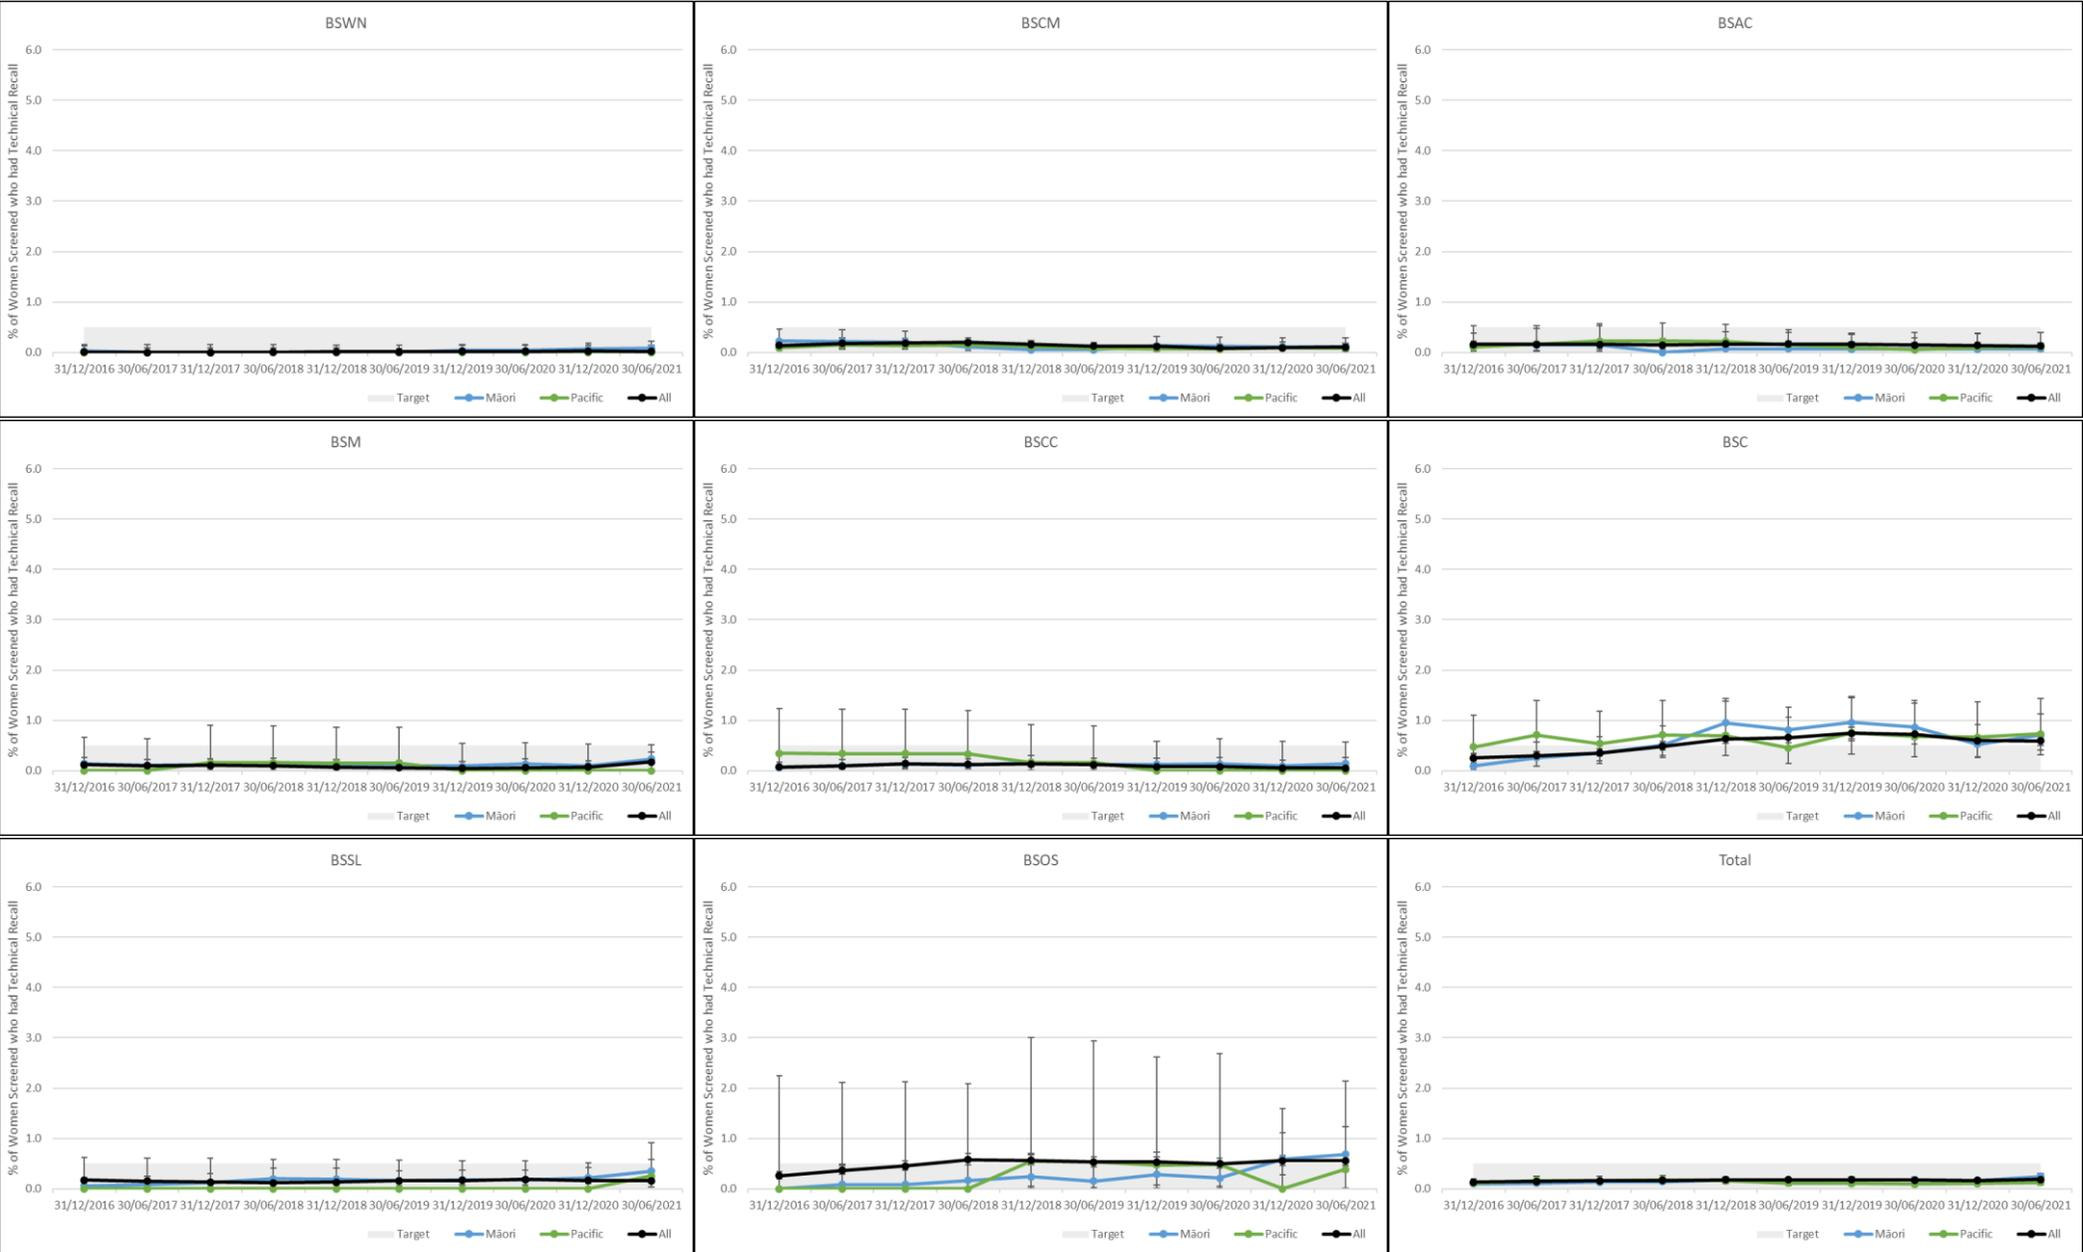 BSWN
% of Women Screened who had Technical Recall
6.0
5.0
4.0
3.0
2.0
1.0
0.0
31/12/2016 30/06/2017 31/12/2017 30/06/2018 31/12/2018 30/06/2019 31/12/2019 30/06/2020 31/12/2020 30/06/2021
Target Māori Pacific All
BSCM
% of Women Screened who had Technical Recall
6.0
5.0
4.0
3.0
2.0
1.0
0.0
31/12/2016 30/06/2017 31/12/2017 30/06/2018 31/12/2018 30/06/2019 31/12/2019 30/06/2020 31/12/2020 30/06/2021
Target Māori Pacific All
BSAC
% of Women Screened who had Technical Recall
6.0
5.0
4.0
3.0
2.0
1.0
0.0
31/12/2016 30/06/2017 31/12/2017 30/06/2018 31/12/2018 30/06/2019 31/12/2019 30/06/2020 31/12/2020 30/06/2021
Target Māori Pacific All
BSM
% of Women Screened who had Technical Recall
6.0
5.0
4.0
3.0
2.0
1.0
0.0
31/12/2016 30/06/2017 31/12/2017 30/06/2018 31/12/2018 30/06/2019 31/12/2019 30/06/2020 31/12/2020 30/06/2021
Target Māori Pacific All
BSCC
% of Women Screened who had Technical Recall
6.0
5.0
4.0
3.0
2.0
1.0
0.0
31/12/2016 30/06/2017 31/12/2017 30/06/2018 31/12/2018 30/06/2019 31/12/2019 30/06/2020 31/12/2020 30/06/2021
Target Māori Pacific All
BSC
% of Women Screened who had Technical Recall
6.0
5.0
4.0
3.0
2.0
1.0
0.0
31/12/2016 30/06/2017 31/12/2017 30/06/2018 31/12/2018 30/06/2019 31/12/2019 30/06/2020 31/12/2020 30/06/2021
Target Māori Pacific All
BSSL
% of Women Screened who had Technical Recall
6.0
5.0
4.0
3.0
2.0
1.0
0.0
31/12/2016 30/06/2017 31/12/2017 30/06/2018 31/12/2018 30/06/2019 31/12/2019 30/06/2020 31/12/2020 30/06/2021
Target Māori Pacific All
BSOS
% of Women Screened who had Technical Recall
6.0
5.0
4.0
3.0
2.0
1.0
0.0
31/12/2016 30/06/2017 31/12/2017 30/06/2018 31/12/2018 30/06/2019 31/12/2019 30/06/2020 31/12/2020 30/06/2021
Target Māori Pacific All
Total
% of Women Screened who had Technical Recall
6.0
5.0
4.0
3.0
2.0
1.0
0.0
31/12/2016 30/06/2017 31/12/2017 30/06/2018 31/12/2018 30/06/2019 31/12/2019 30/06/2020 31/12/2020 30/06/2021
Target Māori Pacific All